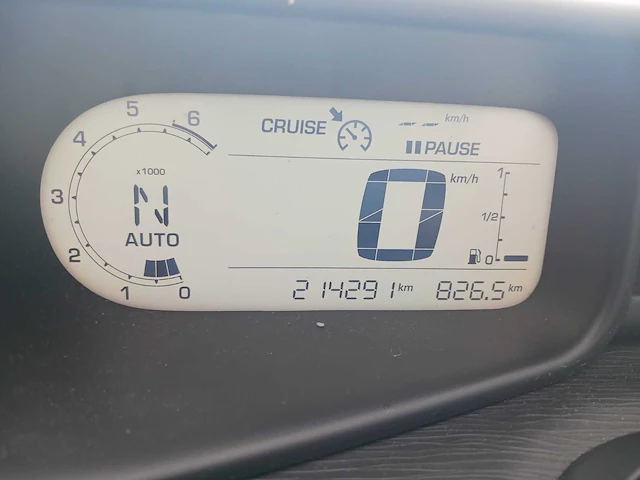 5 6
4
3
2
1 0
x1000
N
AUTO
CRUISE -- km/h
PAUSE
0 km/h
1
1/2
0
214291 km 826.5 km